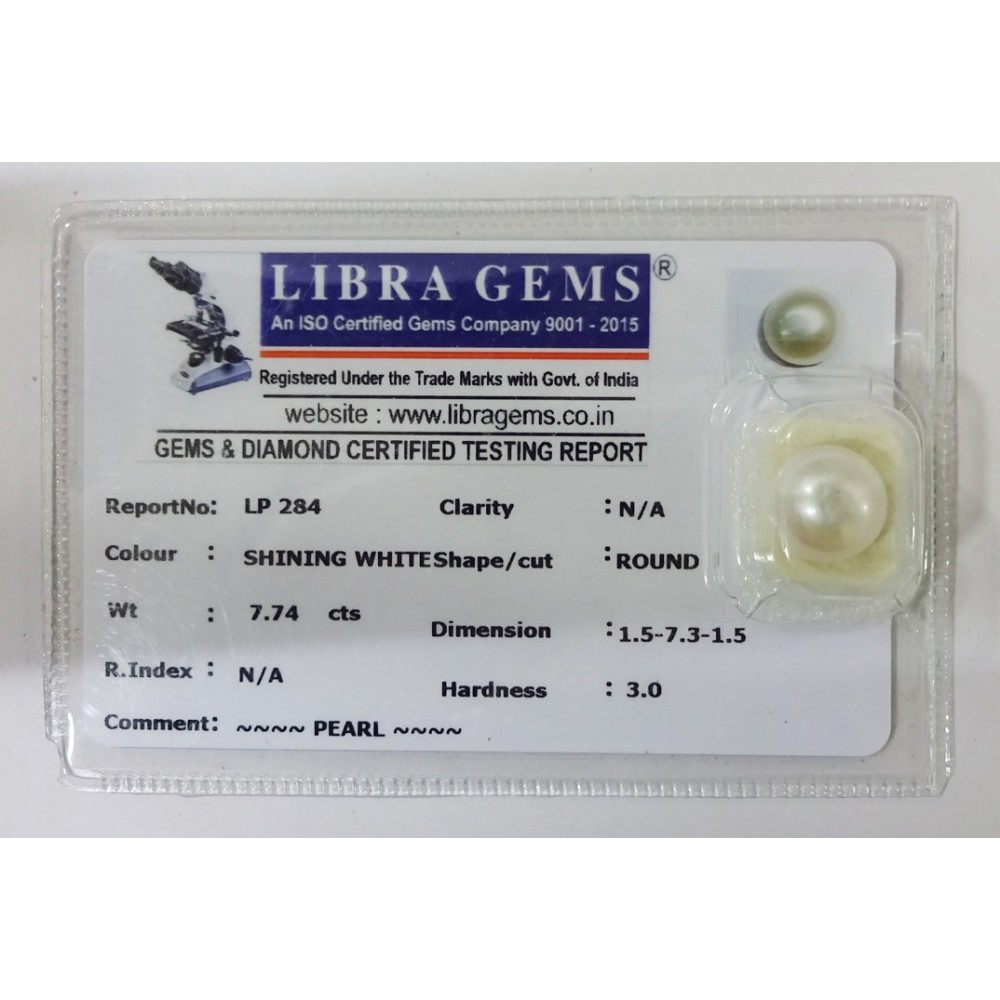 LIBRA GEMS ®
An ISO Certified Gems Company 9001 - 2015
Registered Under the Trade Marks with Govt. of India
website : www.libragems.co.in
GEMS & DIAMOND CERTIFIED TESTING REPORT
ReportNo: LP 284 Clarity : N/A
Colour : SHINING WHITE Shape/cut : ROUND
Wt : 7.74 cts Dimension : 1.5-7.3-1.5
R.Index : N/A Hardness : 3.0
Comment: ~~~~ PEARL ~~~~